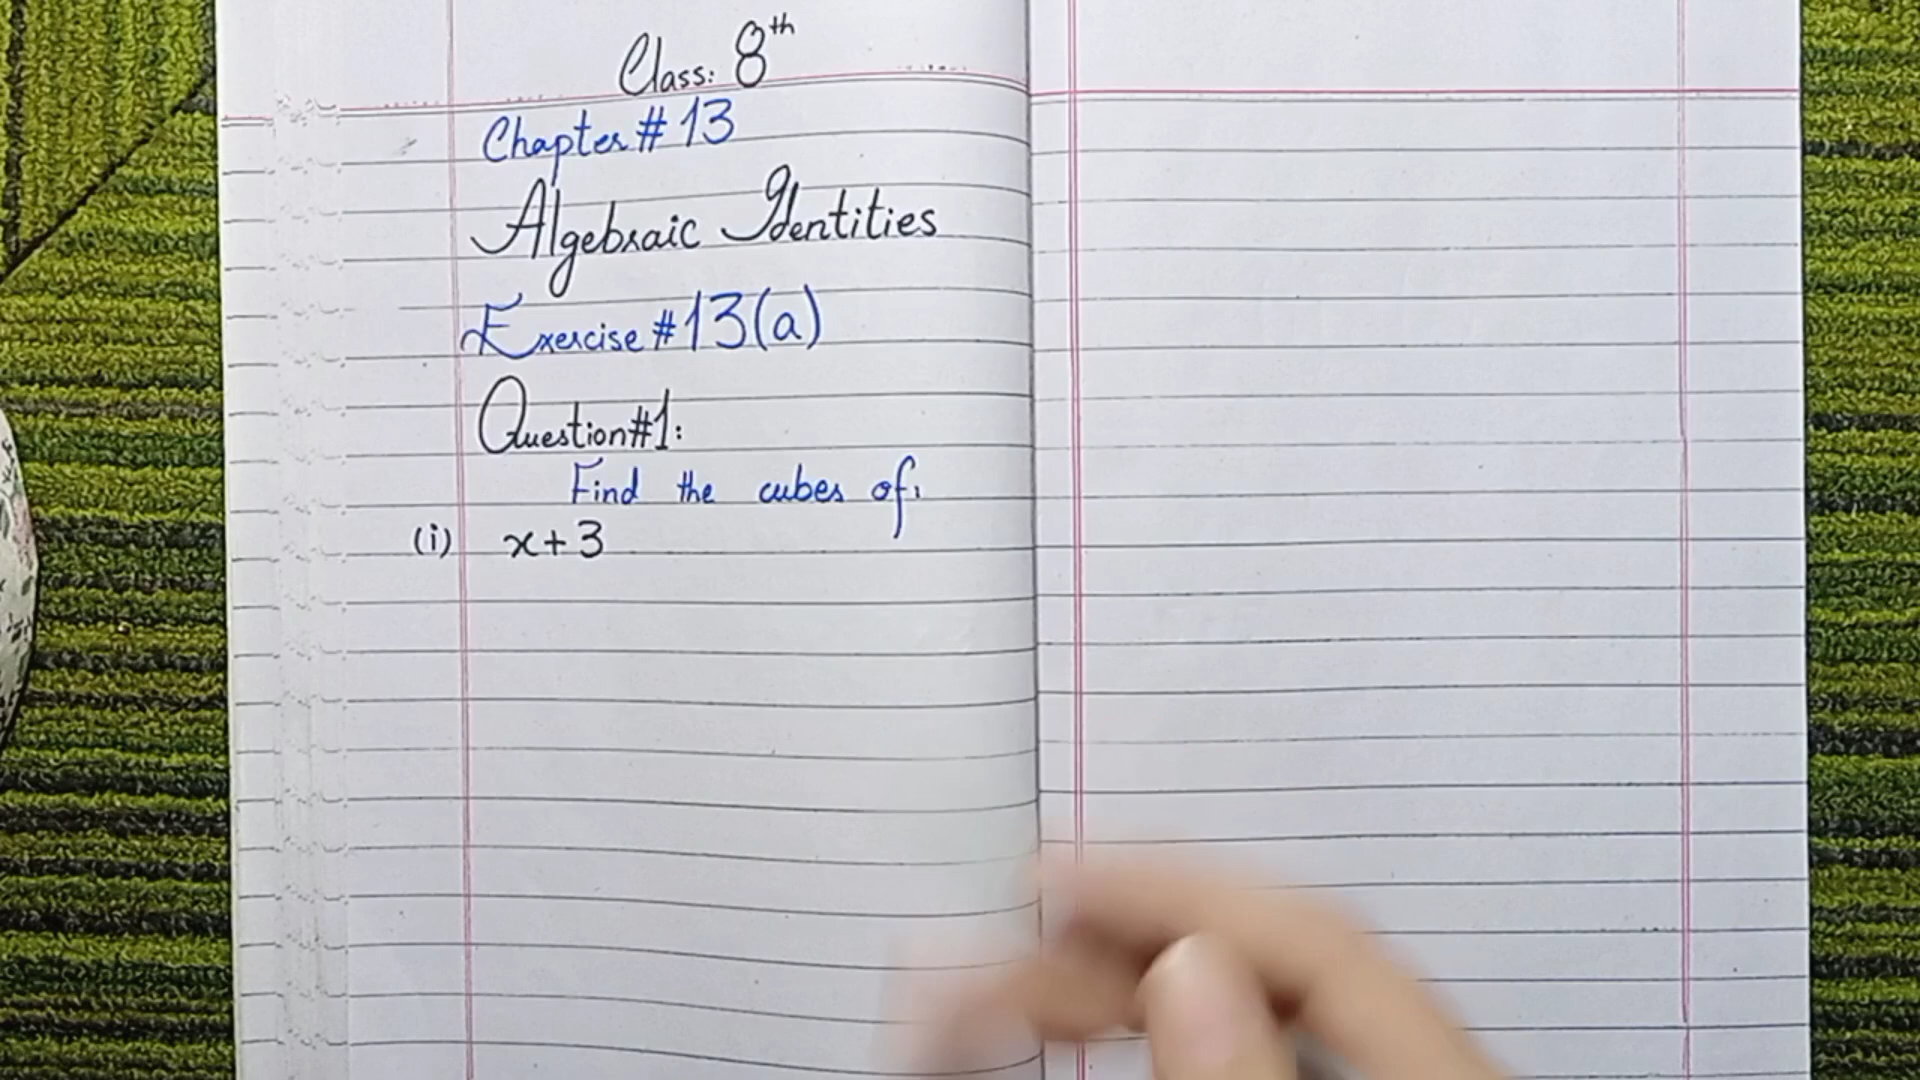 Class: 8th
Chapter # 13
Algebraic Identities
Exercise # 13(a)
Question#1:
Find the cubes of,
(i) x+3